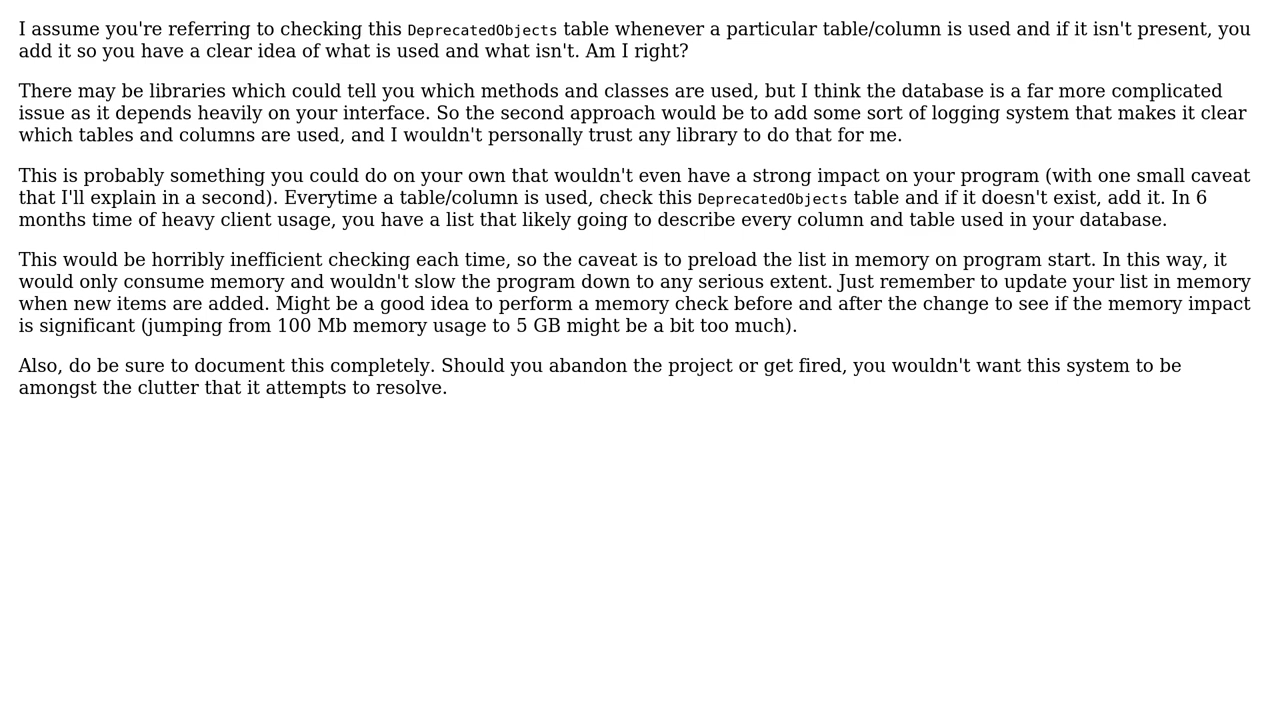 I assume you're referring to checking this DeprecatedObjects table whenever a particular table/column is used and if it isn't present, you
add it so you have a clear idea of what is used and what isn't. Am I right?
There may be libraries which could tell you which methods and classes are used, but I think the database is a far more complicated
issue as it depends heavily on your interface. So the second approach would be to add some sort of logging system that makes it clear
which tables and columns are used, and I wouldn't personally trust any library to do that for me.
This is probably something you could do on your own that wouldn't even have a strong impact on your program (with one small caveat
that I'll explain in a second). Everytime a table/column is used, check this DeprecatedObjects table and if it doesn't exist, add it. In 6
months time of heavy client usage, you have a list that likely going to describe every column and table used in your database.
This would be horribly inefficient checking each time, so the caveat is to preload the list in memory on program start. In this way, it
would only consume memory and wouldn't slow the program down to any serious extent. Just remember to update your list in memory
when new items are added. Might be a good idea to perform a memory check before and after the change to see if the memory impact
is significant (jumping from 100 Mb memory usage to 5 GB might be a bit too much).
Also, do be sure to document this completely. Should you abandon the project or get fired, you wouldn't want this system to be
amongst the clutter that it attempts to resolve.